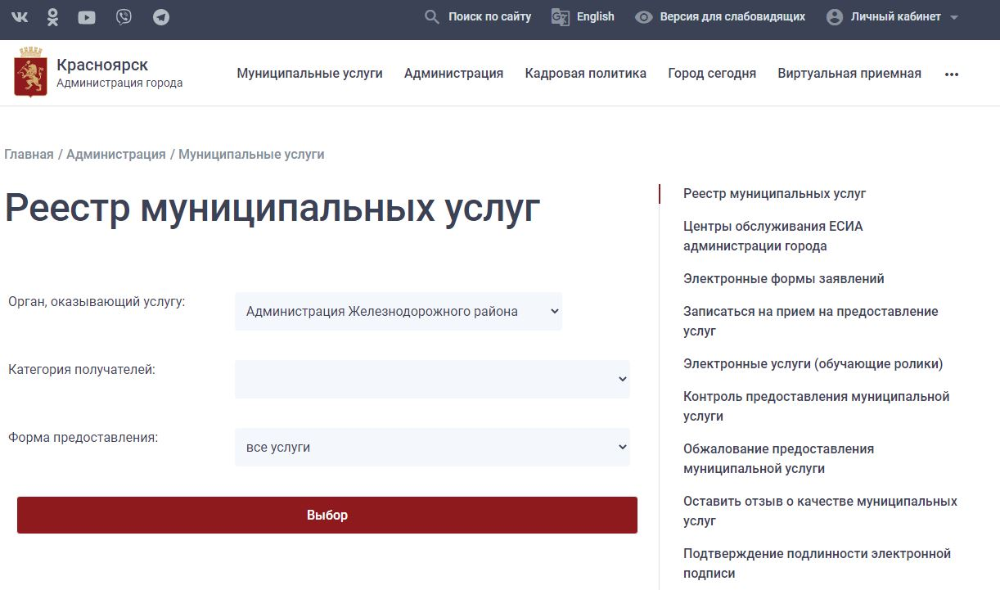 Поиск по сайту
English
Версия для слабовидящих
Личный кабинет
Красноярск
Администрация города
Муниципальные услуги
Администрация
Кадровая политика
Город сегодня
Виртуальная приемная
Главная / Администрация / Муниципальные услуги
Реестр муниципальных услуг
Орган, оказывающий услугу:
Администрация Железнодорожного района
Категория получателей:
Форма предоставления:
все услуги
Выбор
Реестр муниципальных услуг
Центры обслуживания ЕСИА
администрации города
Электронные формы заявлений
Записаться на прием на предоставление
услуг
Электронные услуги (обучающие ролики)
Контроль предоставления муниципальной
услуги
Обжалование предоставления
муниципальной услуги
Оставить отзыв о качестве муниципальных
услуг
Подтверждение подлинности электронной
подписи